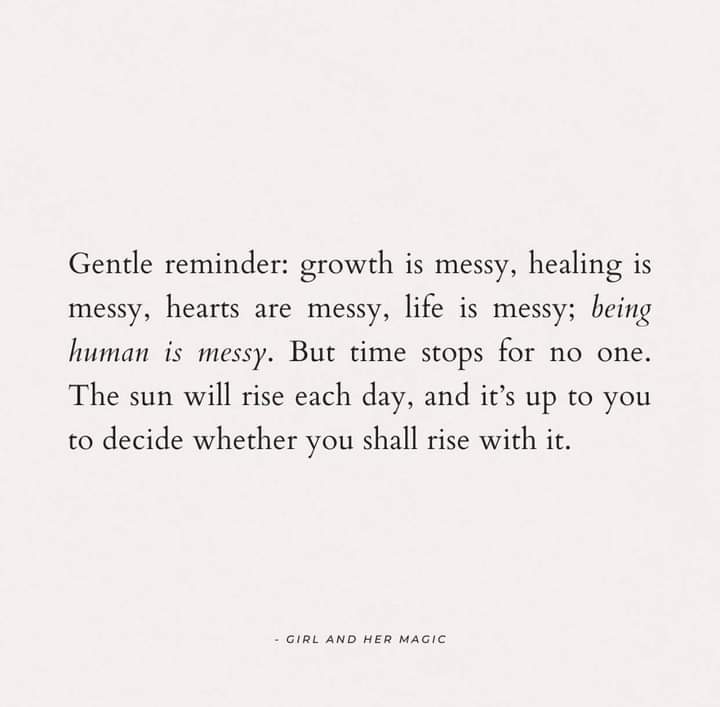 Gentle reminder: growth is messy, healing is
messy, hearts are messy, life is messy; being
human is messy. But time stops for no one.
The sun will rise each day, and it’s up to you
to decide whether you shall rise with it.
- GIRL AND HER MAGIC